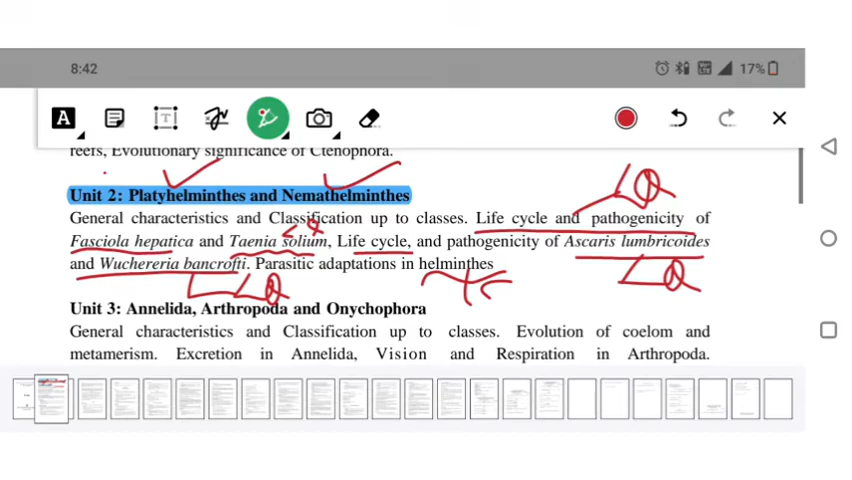 8:42
17%
A
T
reefs, Evolutionary significance of Ctenophora.
Unit 2: Platyhelminthes and Nemathelminthes
LQ
General characteristics and Classification up to classes. Life cycle and pathogenicity of
Fasciola hepatica and Taenia solium, Life cycle, and pathogenicity of Ascaris lumbricoides
and Wuchereria bancrofti. Parasitic adaptations in helminthes
LQ
LQ
Unit 3: Annelida, Arthropoda and Onychophora
General characteristics and Classification up to classes. Evolution of coelom and
metamerism. Excretion in Annelida, Vision and Respiration in Arthropoda.